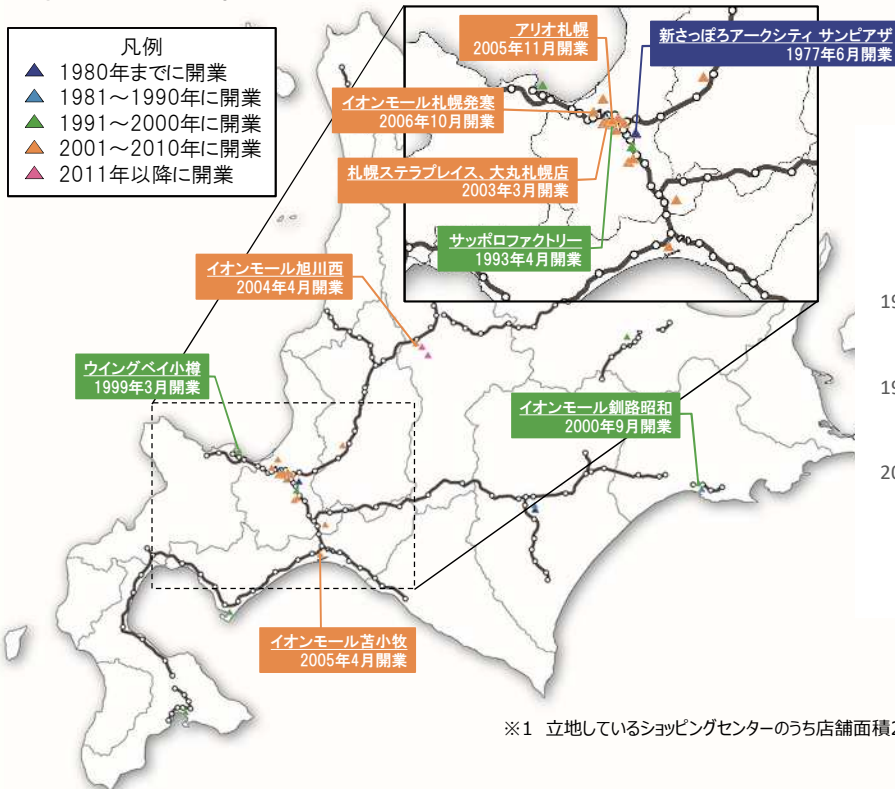 凡例
1980年までに開業
1981～1990年に開業
1991～2000年に開業
2001～2010年に開業
2011年以降に開業
アリオ札幌
2005年11月開業
新さっぽろアークシティ サンピアザ
1977年6月開業
イオンモール札幌発寒
2006年10月開業
札幌ステラプレイス、大丸札幌店
2003年3月開業
サッポロファクトリー
1993年4月開業
イオンモール旭川西
2004年4月開業
ウイングベイ小樽
1999年3月開業
イオンモール釧路昭和
2000年9月開業
イオンモール苫小牧
2005年4月開業
19
19
20
※1 立地しているショッピングセンターのうち店舗面積2